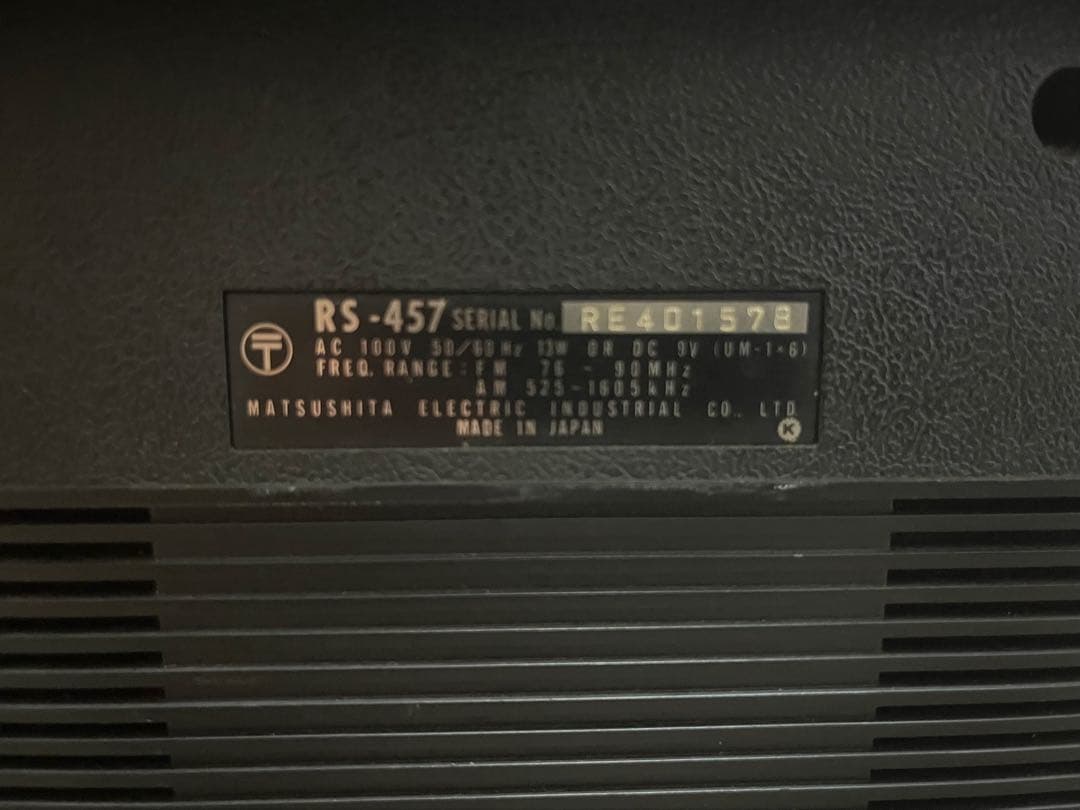 RS-457 SERIAL No. RE401578
AC 100V 50/60Hz 13W OR DC 9V (UM-1×6)
FREQ. RANGE: FM 76 - 90MHz
AM 525-1605kHz
MATSUSHITA ELECTRIC INDUSTRIAL CO., LTD.
MADE IN JAPAN
K